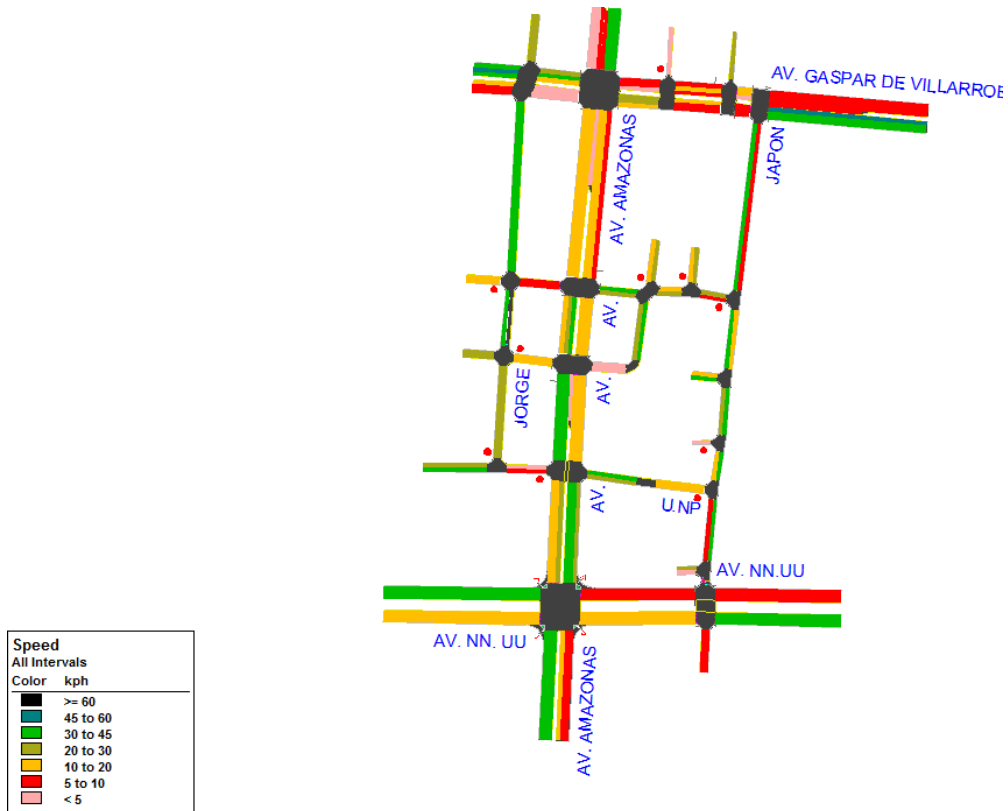 AV. GASPAR DE VILLARROE
JAPON
AV. AMAZONAS
AV.
AV.
JORGE
AV.
U.NP
AV. NN.UU
AV. NN. UU
AV. AMAZONAS
Speed
All Intervals
Color kph
>= 60
45 to 60
30 to 45
20 to 30
10 to 20
5 to 10
< 5